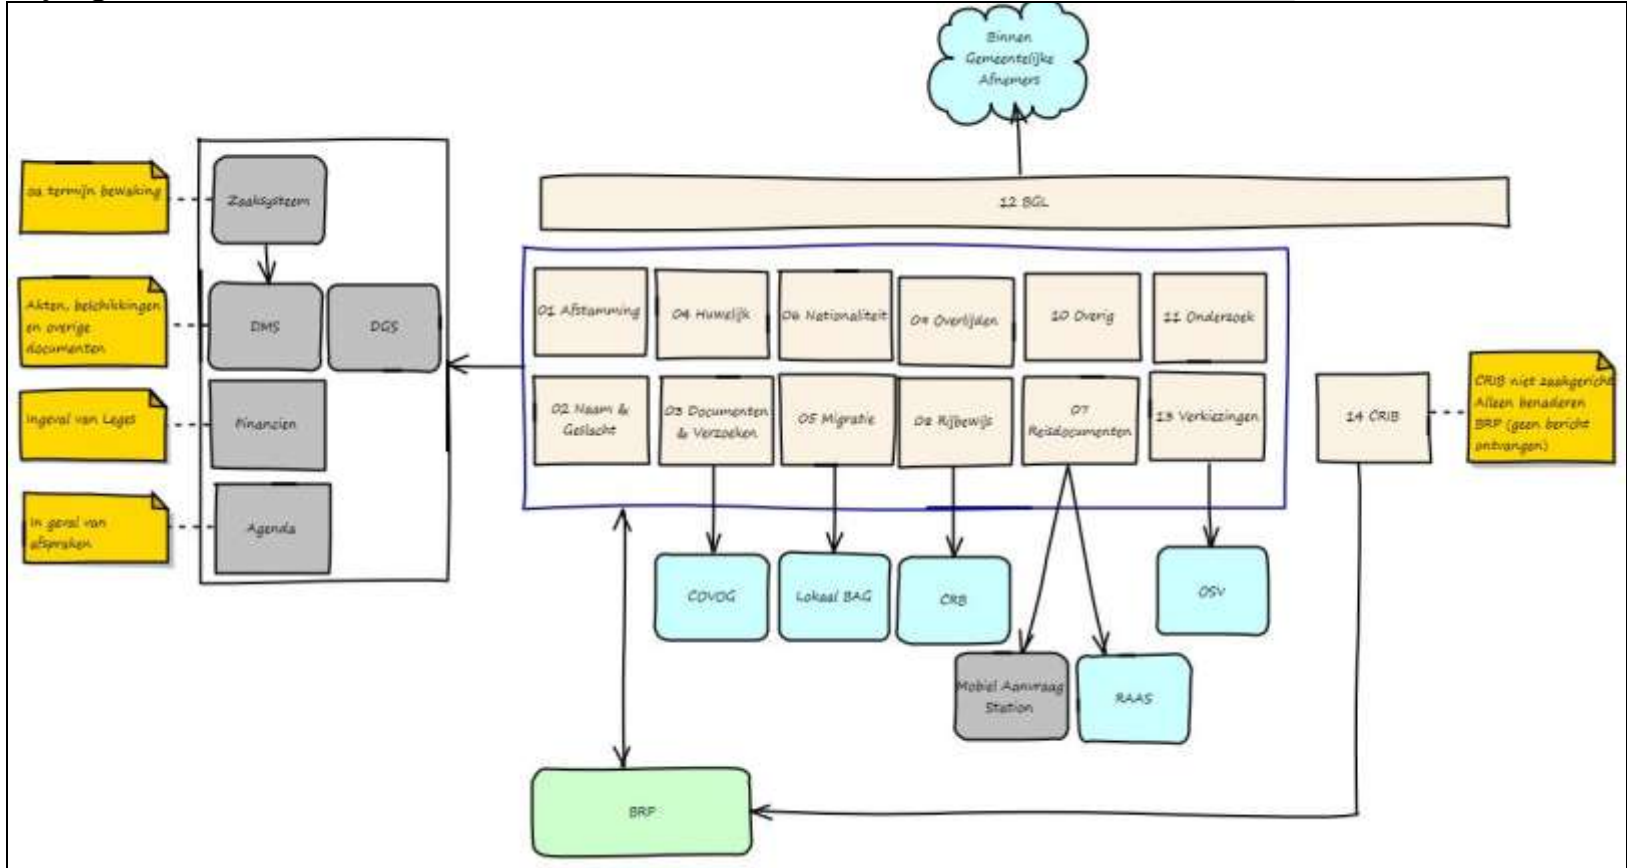 Binnen
Gemeentelijke
Afnemers
12 BGL
oa termijn bewaking
Zaaksysteem
Akten, beschikkingen
en overige
documenten
DMS
DGS
Ingeval van Leges
Financien
In geval van
afspraken
Agenda
01 Afstamming
04 Huwelijk
06 Nationaliteit
09 Overlijden
10 Overig
11 Onderzoek
02 Naam &
Geslacht
03 Documenten
& Verzoeken
05 Migratie
08 Rijbewijs
07
Reisdocumenten
13 Verkiezingen
14 CRIB
CRIB niet zaakgericht
Alleen benaderen
BRP (geen bericht
ontvangen)
COVOG
Lokaal BAG
CRB
OSV
Mobiel Aanvraag
Station
RAAS
BRP